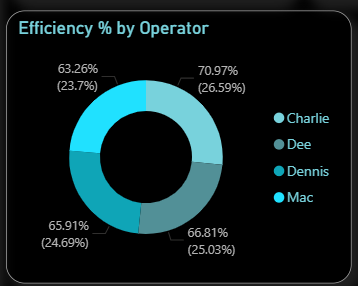 Efficiency % by Operator
63.26%
(23.7%)
70.97%
(26.59%)
Charlie
Dee
Dennis
Mac
65.91%
(24.69%)
66.81%
(25.03%)